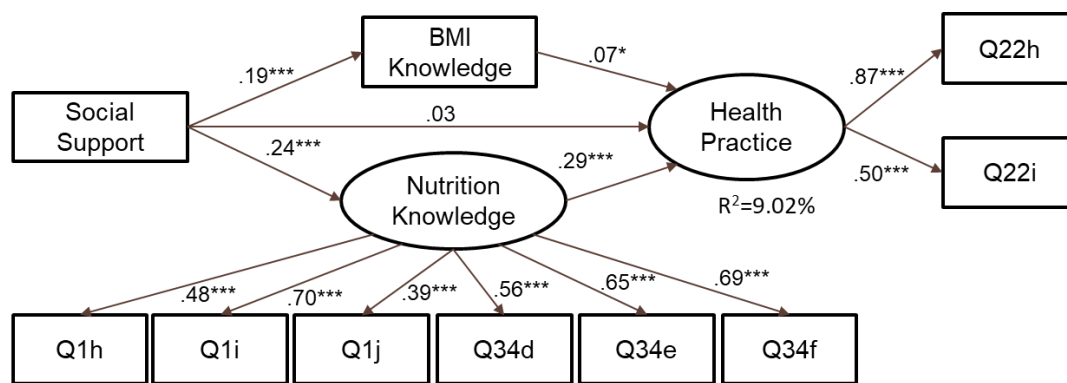 BMI
Knowledge
Q22h
.19***
.07*
.87***
Social
Support
.03
Health
Practice
.24***
.29***
.50***
Q22i
Nutrition
Knowledge
R²=9.02%
.48***
.70***
.39***
.56***
.65***
.69***
Q1h
Q1i
Q1j
Q34d
Q34e
Q34f